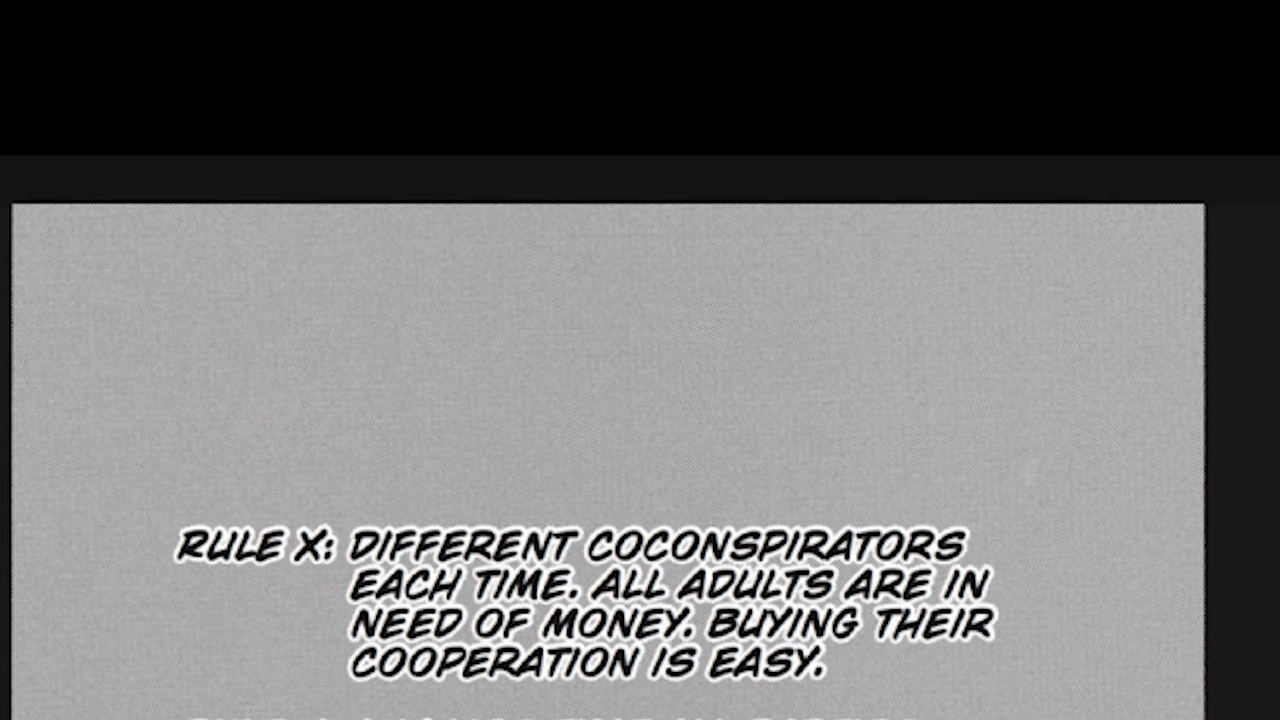 RULE X: DIFFERENT COCONSPIRATORS
EACH TIME. ALL ADULTS ARE IN
NEED OF MONEY. BUYING THEIR
COOPERATION IS EASY.